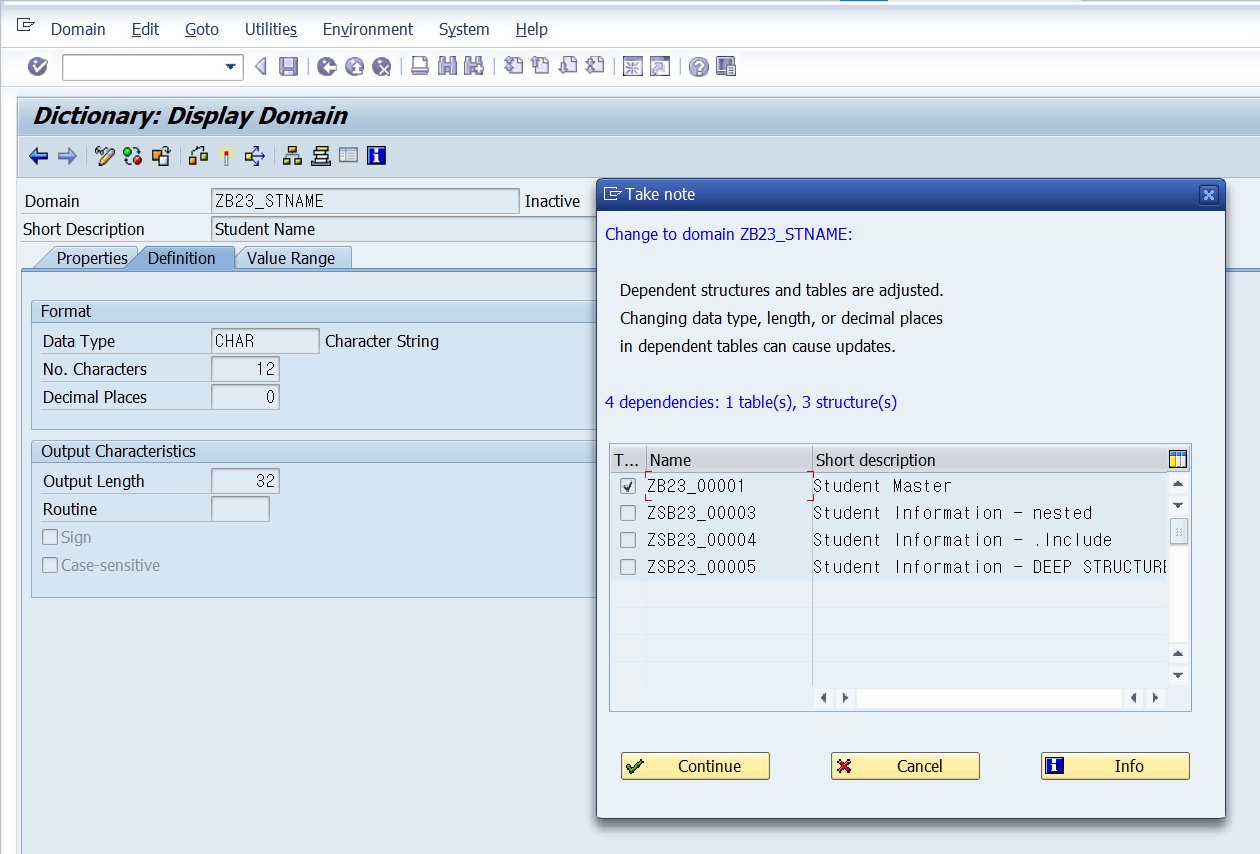 Domain Edit Goto Utilities Environment System Help
Dictionary: Display Domain
Domain ZB23_STNAME Inactive
Short Description Student Name
Properties Definition Value Range
Format
Data Type CHAR Character String
No. Characters 12
Decimal Places 0
Output Characteristics
Output Length 32
Routine
Sign
Case-sensitive
Take note
Change to domain ZB23_STNAME:
Dependent structures and tables are adjusted.
Changing data type, length, or decimal places
in dependent tables can cause updates.
4 dependencies: 1 table(s), 3 structure(s)
T... Name Short description
ZB23_00001 Student Master
ZSB23_00003 Student Information - nested
ZSB23_00004 Student Information - .Include
ZSB23_00005 Student Information - DEEP STRUCTURE
Continue Cancel Info